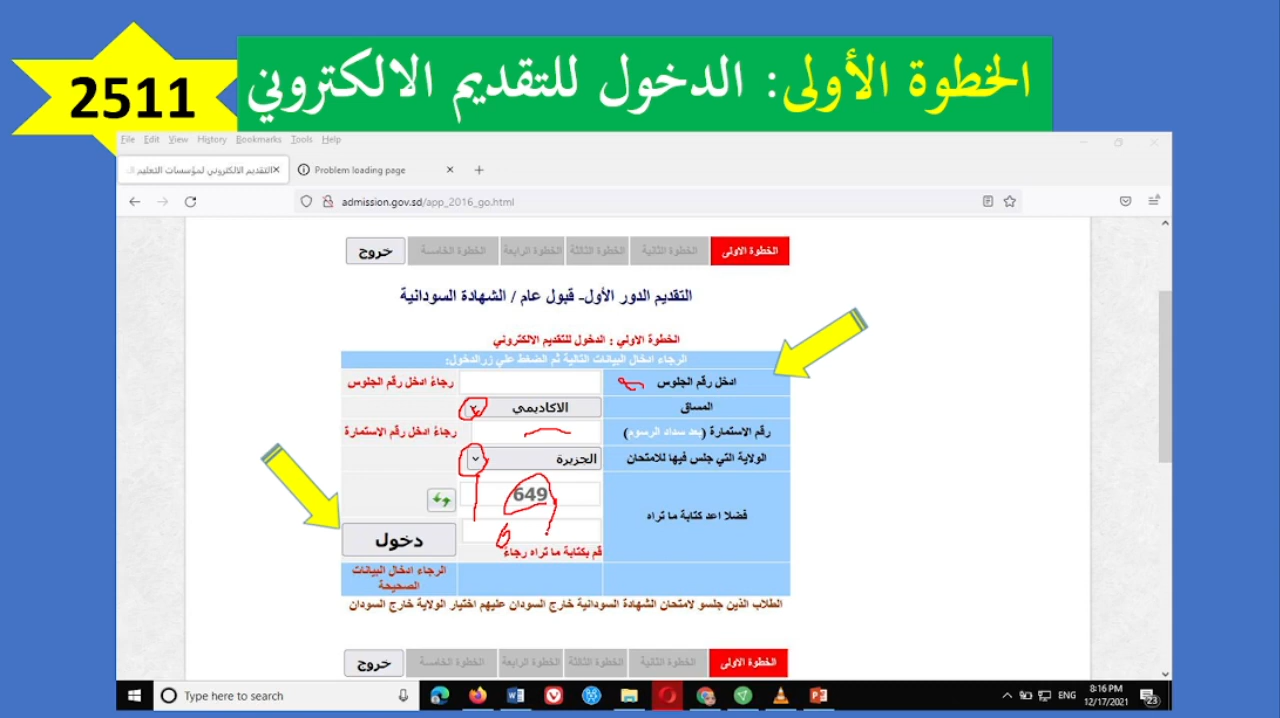 الخطوة الأولى: الدخول للتقديم الالكتروني
2511
File Edit View History Bookmarks Tools Help
التقديم الالكتروني لمؤسسات التعليم ال
Problem loading page
admission.gov.sd/app_2016_go.html
الخطوة الاولى الخطوة الثانية الخطوة الثالثة الخطوة الرابعة الخطوة الخامسة خروج
التقديم الدور الأول- قبول عام / الشهادة السودانية
الخطوة الاولي : الدخول للتقديم الالكتروني
الرجاء ادخال البيانات التالية ثم الضغط علي زرالدخول:
ادخل رقم الجلوس رجاءً ادخل رقم الجلوس
المساق الاكاديمي
رقم الاستمارة (بعد سداد الرسوم) رجاءً ادخل رقم الاستمارة
الولاية التي جلس فيها للامتحان الجزيرة
فضلا اعد كتابة ما تراه 649
دخول
قم بكتابة ما تراه رجاءً
الرجاء ادخال البيانات الصحيحة
الطلاب الذين جلسو لامتحان الشهادة السودانية خارج السودان عليهم اختيار الولاية خارج السودان
الخطوة الاولى الخطوة الثانية الخطوة الثالثة الخطوة الرابعة الخطوة الخامسة خروج
Type here to search
ENG
8:16 PM
12/17/2021
23